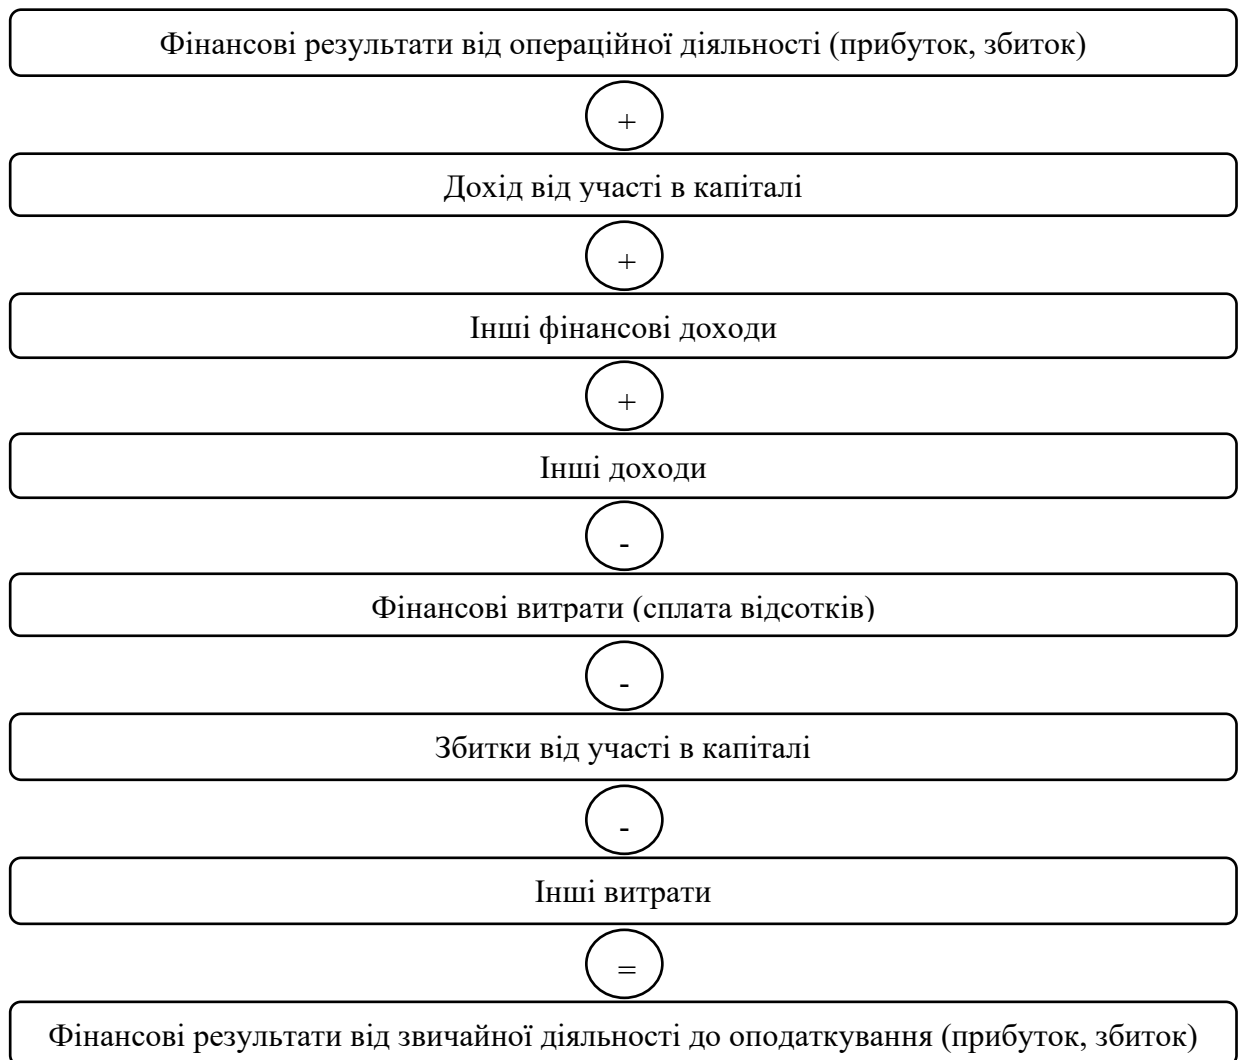 Фінансові результати від операційної діяльності (прибуток, збиток)
+
Дохід від участі в капіталі
+
Інші фінансові доходи
+
Інші доходи
-
Фінансові витрати (сплата відсотків)
-
Збитки від участі в капіталі
-
Інші витрати
=
Фінансові результати від звичайної діяльності до оподаткування (прибуток, збиток)